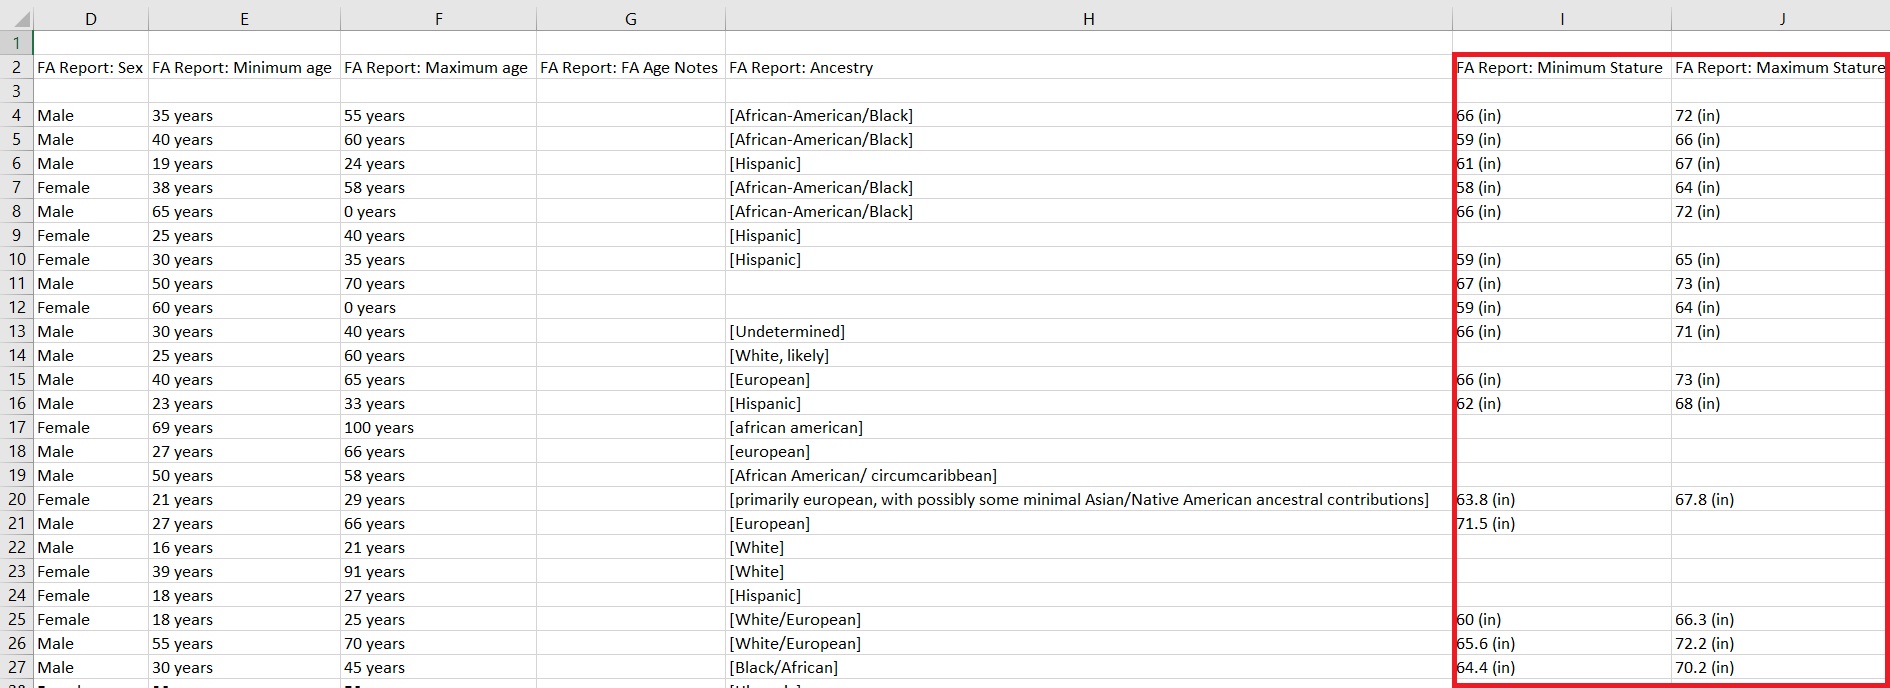 D E F G H I J
1
2 FA Report: Sex FA Report: Minimum age FA Report: Maximum age FA Report: FA Age Notes FA Report: Ancestry FA Report: Minimum Stature FA Report: Maximum Stature
3
4 Male 35 years 55 years [African-American/Black] 66 (in) 72 (in)
5 Male 40 years 60 years [African-American/Black] 59 (in) 66 (in)
6 Male 19 years 24 years [Hispanic] 61 (in) 67 (in)
7 Female 38 years 58 years [African-American/Black] 58 (in) 64 (in)
8 Male 65 years 0 years [African-American/Black] 66 (in) 72 (in)
9 Female 25 years 40 years [Hispanic]
10 Female 30 years 35 years [Hispanic] 59 (in) 65 (in)
11 Male 50 years 70 years 67 (in) 73 (in)
12 Female 60 years 0 years 59 (in) 64 (in)
13 Male 30 years 40 years [Undetermined] 66 (in) 71 (in)
14 Male 25 years 60 years [White, likely]
15 Male 40 years 65 years [European] 66 (in) 73 (in)
16 Male 23 years 33 years [Hispanic] 62 (in) 68 (in)
17 Female 69 years 100 years [african american]
18 Male 27 years 66 years [european]
19 Male 50 years 58 years [African American/ circumcaribbean]
20 Female 21 years 29 years [primarily european, with possibly some minimal Asian/Native American ancestral contributions] 63.8 (in) 67.8 (in)
21 Male 27 years 66 years [European] 71.5 (in)
22 Male 16 years 21 years [White]
23 Female 39 years 91 years [White]
24 Female 18 years 27 years [Hispanic]
25 Female 18 years 25 years [White/European] 60 (in) 66.3 (in)
26 Male 55 years 70 years [White/European] 65.6 (in) 72.2 (in)
27 Male 30 years 45 years [Black/African] 64.4 (in) 70.2 (in)